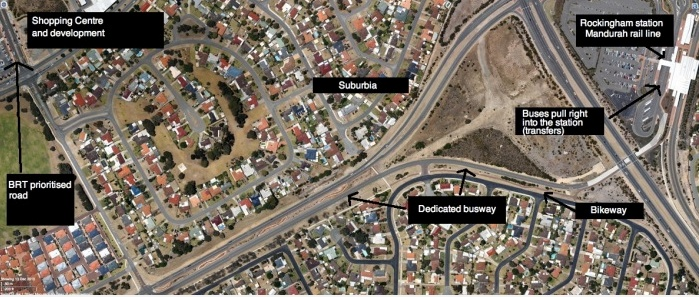 Shopping Centre
and development
Rockingham station
Mandurah rail line
Suburbia
Buses pull right
into the station
(transfers)
BRT prioritised
road
Dedicated busway
Bikeway